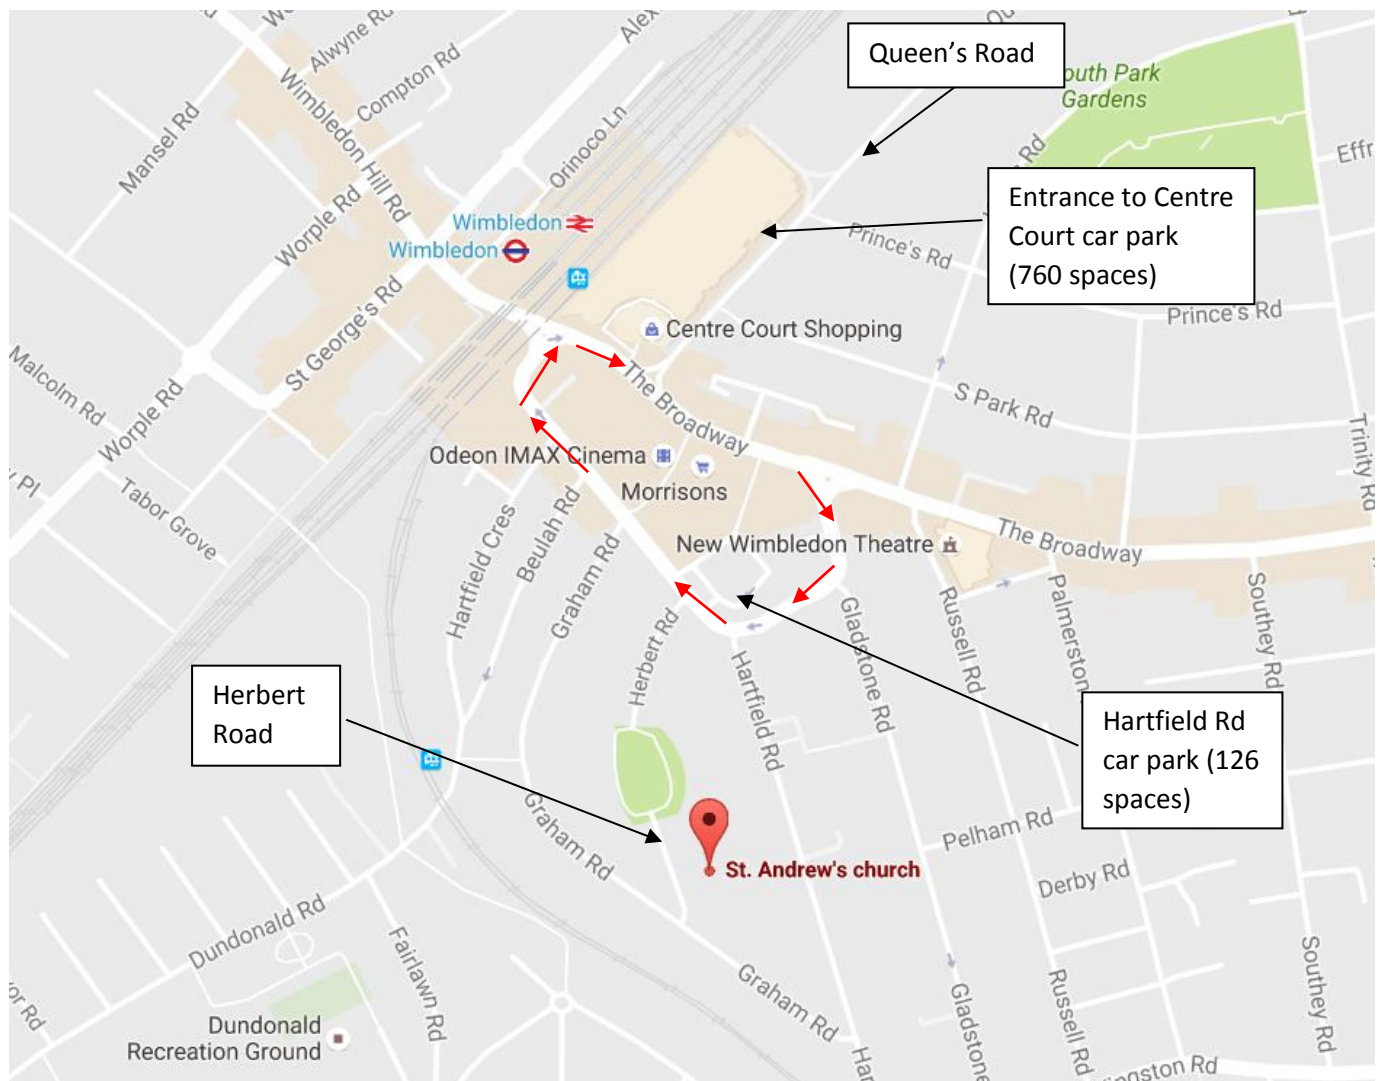 Queen's Road
Alwyne Rd
Compton Rd
Mansel Rd
Wimbledon Hill Rd
Orinoco Ln
outh Park
Gardens
Rd
Effr
Entrance to Centre
Court car park
(760 spaces)
Worple Rd
Wimbledon
Wimbledon
Prince's Rd
Prince's Rd
St George's Rd
Centre Court Shopping
Malcolm Rd
Worple Rd
The Broadway
S Park Rd
Trinity Rd
Odeon IMAX Cinema
Morrisons
Tabor Grove
Hartfield Cres
Beulah Rd
Graham Rd
New Wimbledon Theatre
The Broadway
Herbert Rd
Hartfield Rd
Gladstone Rd
Russell Rd
Palmerston
Southey Rd
Herbert
Road
Hartfield Rd
car park (126
spaces)
Graham Rd
Pelham Rd
St. Andrew's church
Derby Rd
Dundonald Rd
Fairlawn Rd
Graham Rd
Gladstone
Russell Rd
Southey Rd
Dundonald
Recreation Ground
Har
ngston Rd